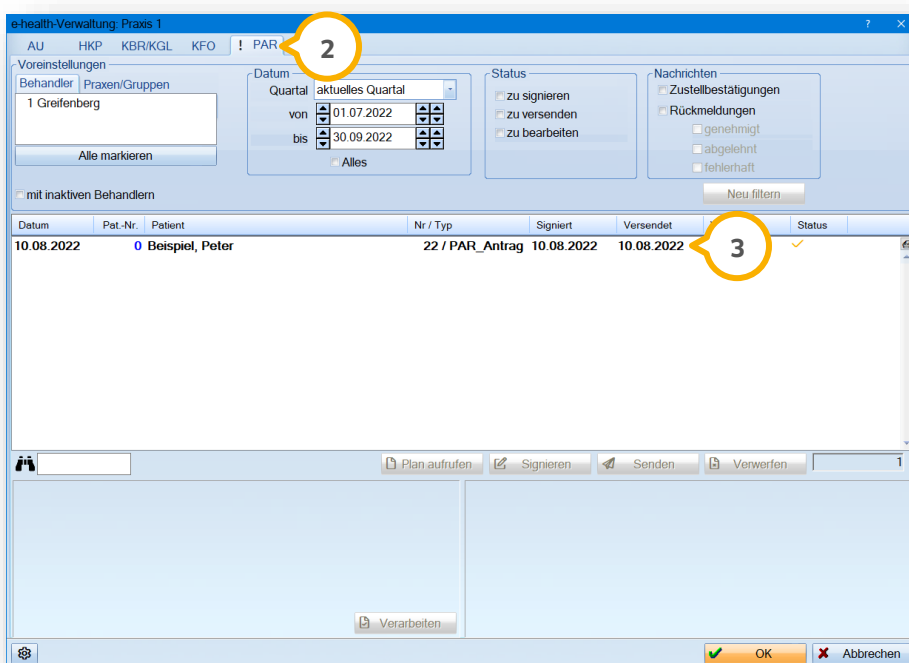 e-health-Verwaltung: Praxis 1 ? ×
AU HKP KBR/KGL KFO ! PAR 2
Voreinstellungen
Behandler Praxen/Gruppen
1 Greifenberg
Alle markieren
mit inaktiven Behandlern
Datum
Quartal aktuelles Quartal
von 01.07.2022
bis 30.09.2022
Alles
Status
zu signieren
zu versenden
zu bearbeiten
Nachrichten
Zustellbestätigungen
Rückmeldungen
genehmigt
abgelehnt
fehlerhaft
Neu filtern
Datum Pat.-Nr. Patient Nr / Typ Signiert Versendet Status
10.08.2022 0 Beispiel, Peter 22 / PAR_Antrag 10.08.2022 10.08.2022 3
Plan aufrufen Signieren Senden Verwerfen 1
Verarbeiten
OK Abbrechen